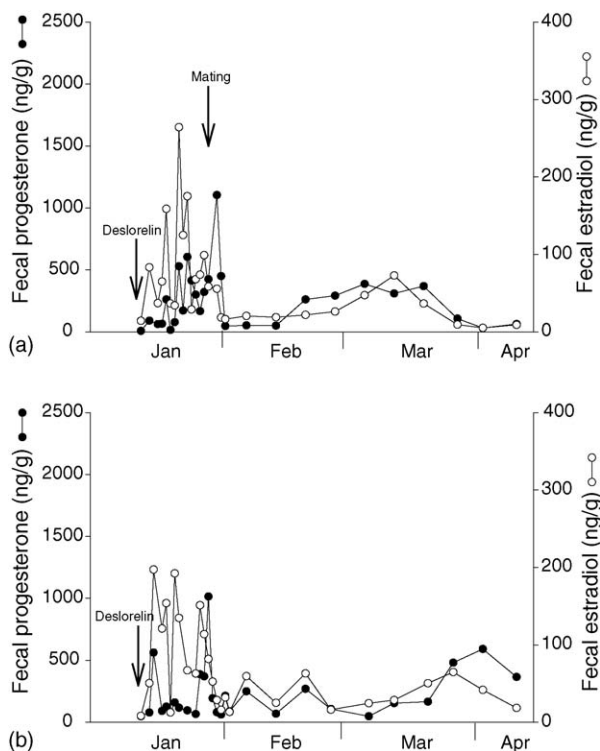 Fecal progesterone (ng/g)
2500
2000
1500
1000
500
0
Mating
Deslorelin
400
300
200
100
0
Fecal estradiol (ng/g)
(a)
Jan
Feb
Mar
Apr
Fecal progesterone (ng/g)
2500
2000
1500
1000
500
0
Deslorelin
400
300
200
100
0
Fecal estradiol (ng/g)
(b)
Jan
Feb
Mar
Apr